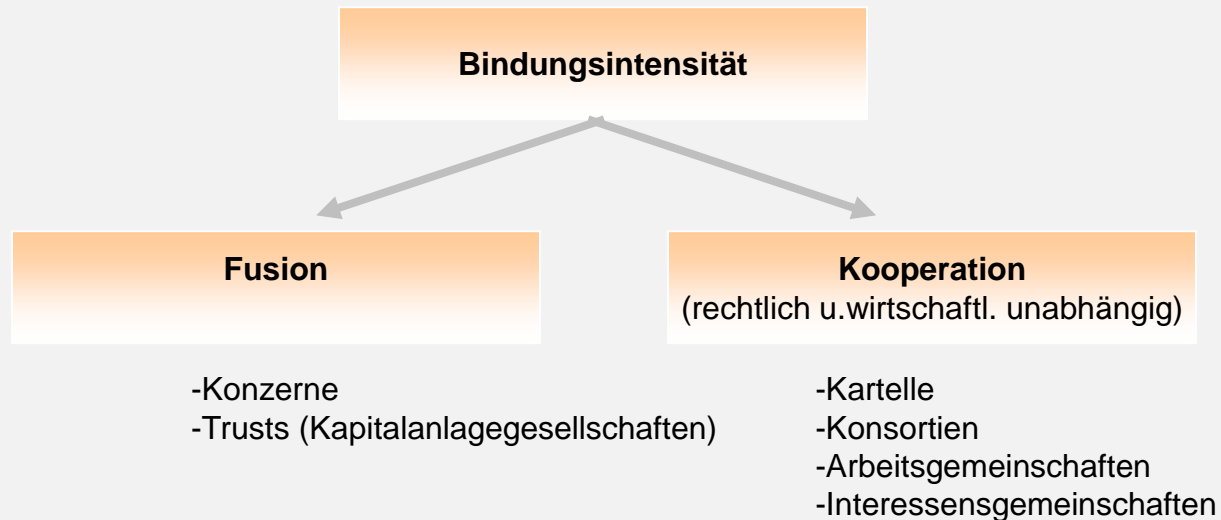 Bindungsintensität
Fusion
Kooperation
(rechtlich u.wirtschaftl. unabhängig)
-Konzerne
-Trusts (Kapitalanlagegesellschaften)
-Kartelle
-Konsortien
-Arbeitsgemeinschaften
-Interessensgemeinschaften